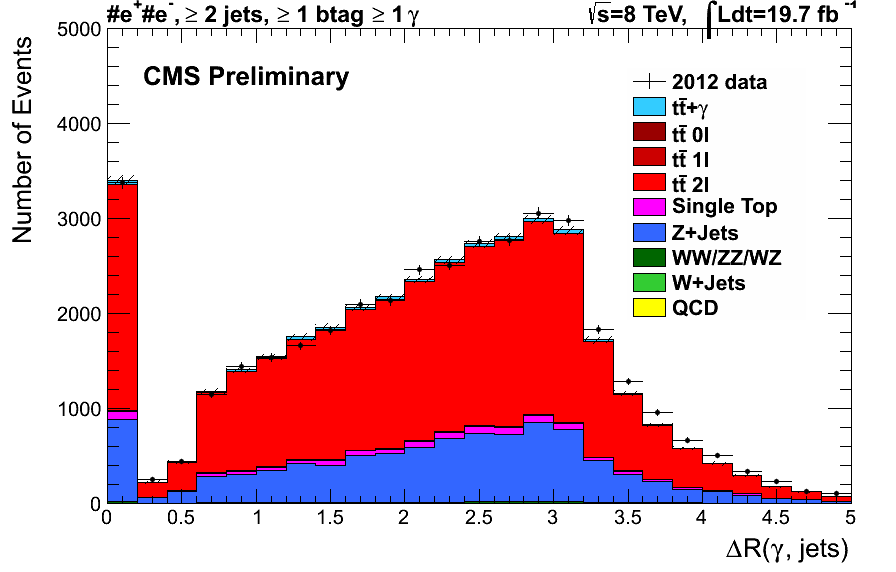 #e⁺#e⁻, ≥ 2 jets, ≥ 1 btag ≥ 1 γ
√s=8 TeV, ∫Ldt=19.7 fb⁻¹
CMS Preliminary
2012 data
tt̄+γ
tt̄ 0l
tt̄ 1l
tt̄ 2l
Single Top
Z+Jets
WW/ZZ/WZ
W+Jets
QCD
Number of Events
5000
4000
3000
2000
1000
0
0 0.5 1 1.5 2 2.5 3 3.5 4 4.5 5
ΔR(γ, jets)